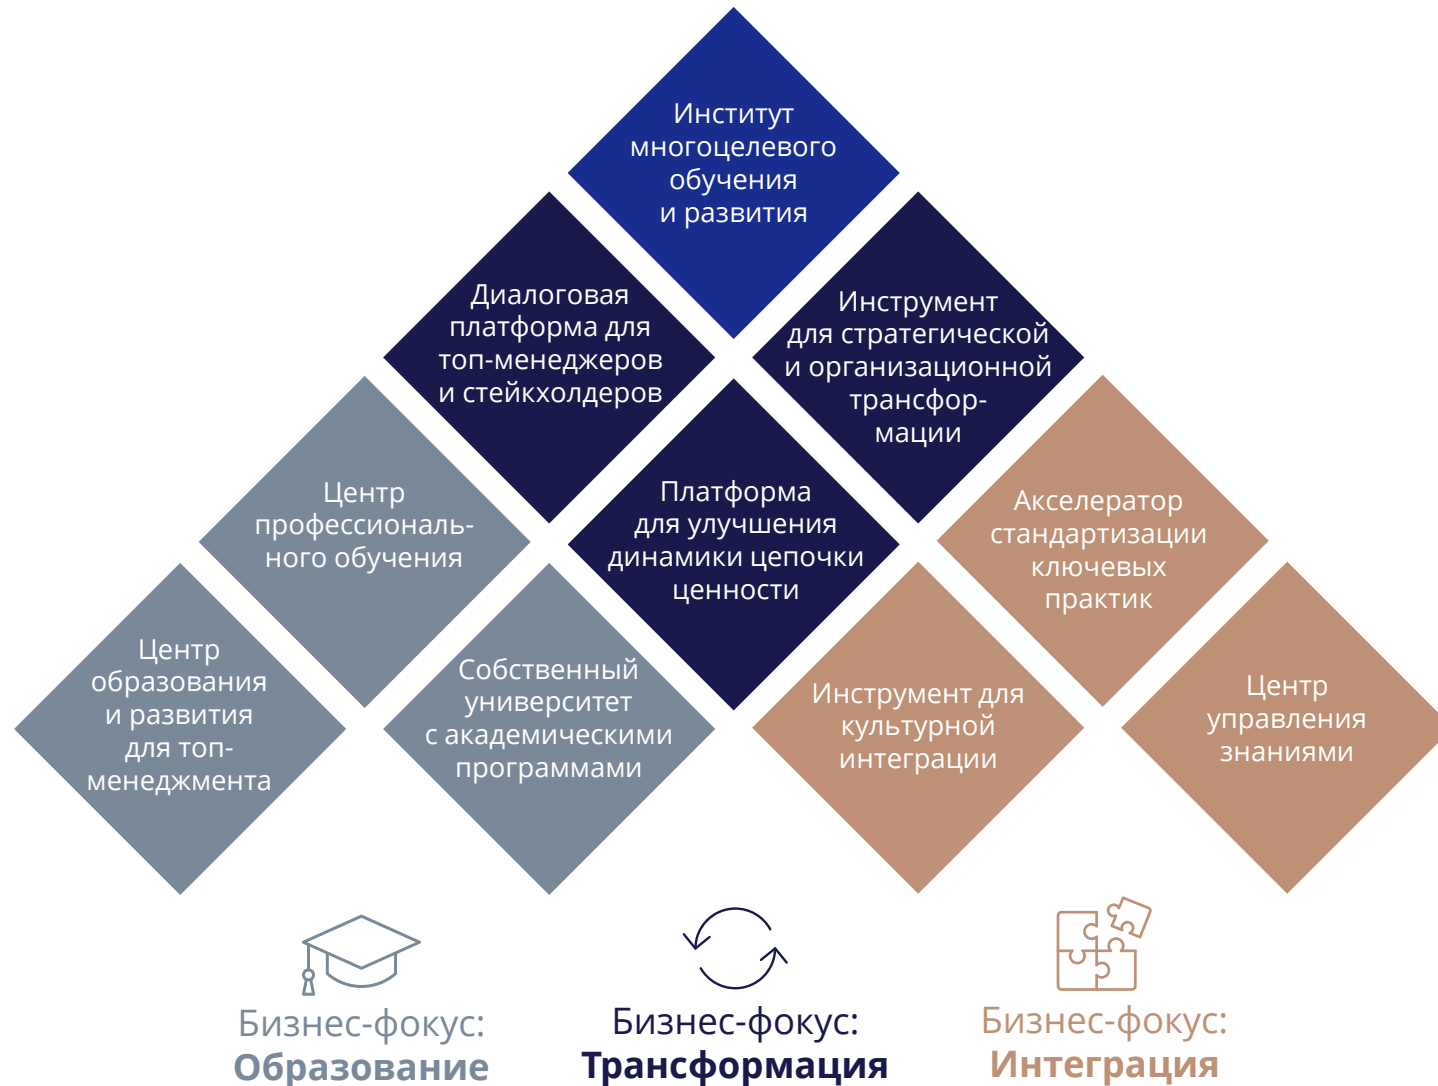 Институт
многоцелевого
обучения
и развития
Диалоговая
платформа для
топ-менеджеров
и стейкхолдеров
Инструмент
для стратегической
и организационной
трансфор-
мации
Центр
профессиональ-
ного обучения
Платформа
для улучшения
динамики цепочки
ценности
Акселератор
стандартизации
ключевых
практик
Центр
образования
и развития
для топ-
менеджмента
Собственный
университет
с академическими
программами
Инструмент для
культурной
интеграции
Центр
управления
знаниями
Бизнес-фокус:
Образование
Бизнес-фокус:
Трансформация
Бизнес-фокус:
Интеграция